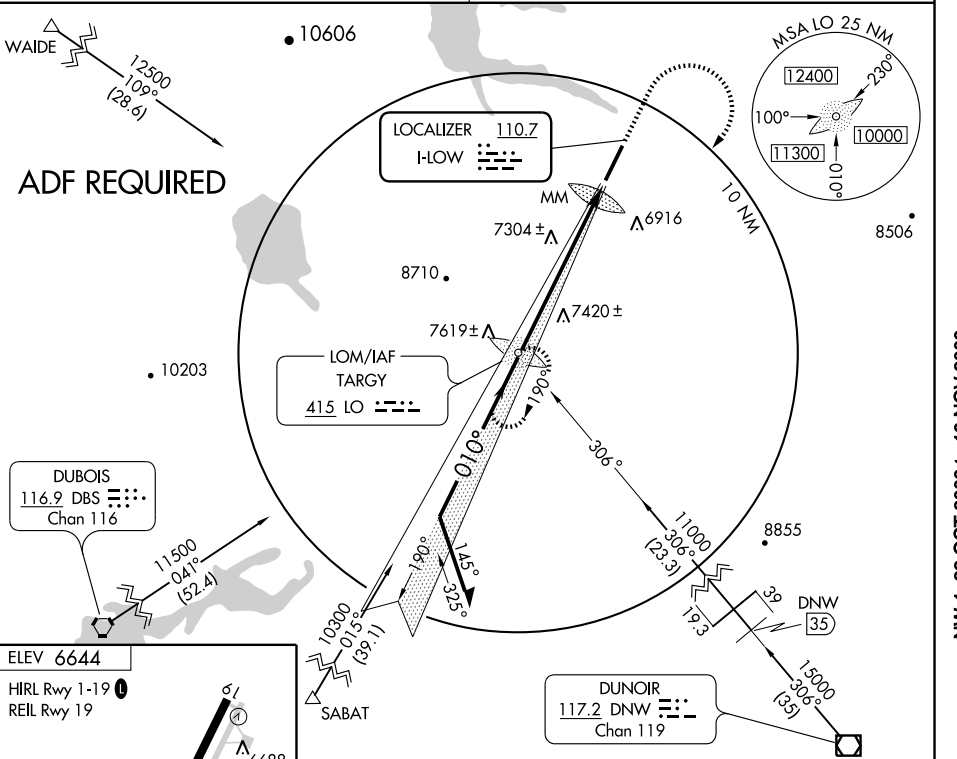 WAIDE
12500
109°
(28.6)
10606
ADF REQUIRED
LOCALIZER 110.7
I-LOW
MSA LO 25 NM
12400
230°
100°
10000
11300
010°
10 NM
MM
7304 ±
6916
8506
8710
7619±
7420 ±
LOM/IAF
TARGY
415 LO
10203
190°
010°
306°
DUBOIS
116.9 DBS
Chan 116
11500
041°
(52.4)
190°
145°
325°
11000
306°
(23.3)
8855
39
19.3
DNW
35
10300
015°
(39.1)
SABAT
15000
306°
(35)
DUNOIR
117.2 DNW
Chan 119
ELEV 6644
HIRL Rwy 1-19 L
REIL Rwy 19
19